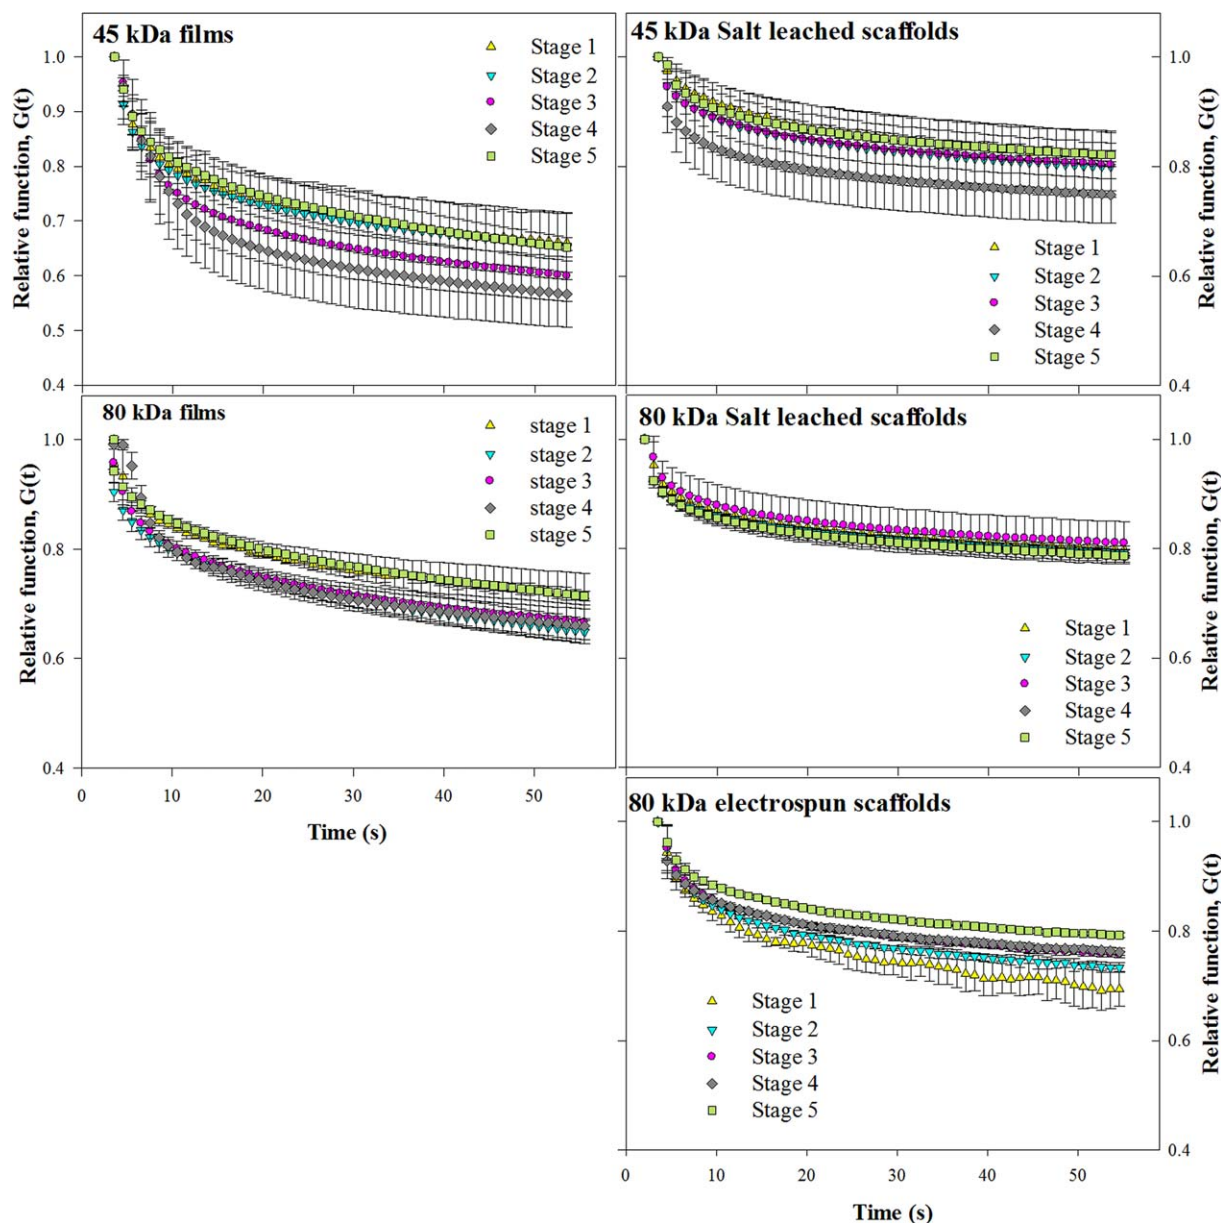 45 kDa films
Stage 1
Stage 2
Stage 3
Stage 4
Stage 5
1.0
0.9
0.8
0.7
0.6
0.5
0.4
Relative function, G(t)
45 kDa Salt leached scaffolds
Stage 1
Stage 2
Stage 3
Stage 4
Stage 5
1.0
0.8
0.6
0.4
Relative function, G(t)
80 kDa films
stage 1
stage 2
stage 3
stage 4
stage 5
1.0
0.8
0.6
0.4
Relative function, G(t)
0 10 20 30 40 50
Time (s)
80 kDa Salt leached scaffolds
Stage 1
Stage 2
Stage 3
Stage 4
Stage 5
1.0
0.8
0.6
0.4
Relative function, G(t)
80 kDa electrospun scaffolds
Stage 1
Stage 2
Stage 3
Stage 4
Stage 5
1.0
0.8
0.6
0.4
Relative function, G(t)
0 10 20 30 40 50
Time (s)